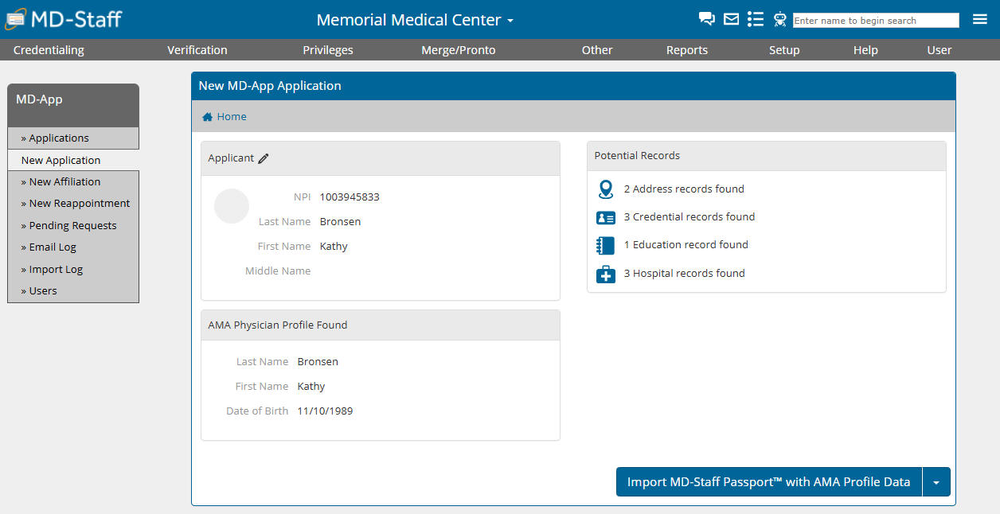 MD-Staff
Memorial Medical Center
Enter name to begin search
Credentialing Verification Privileges Merge/Pronto Other Reports Setup Help User
MD-App
» Applications
New Application
» New Affiliation
» New Reappointment
» Pending Requests
» Email Log
» Import Log
» Users
New MD-App Application
Home
Applicant
NPI 1003945833
Last Name Bronsen
First Name Kathy
Middle Name
AMA Physician Profile Found
Last Name Bronsen
First Name Kathy
Date of Birth 11/10/1989
Potential Records
2 Address records found
3 Credential records found
1 Education record found
3 Hospital records found
Import MD-Staff Passport™ with AMA Profile Data